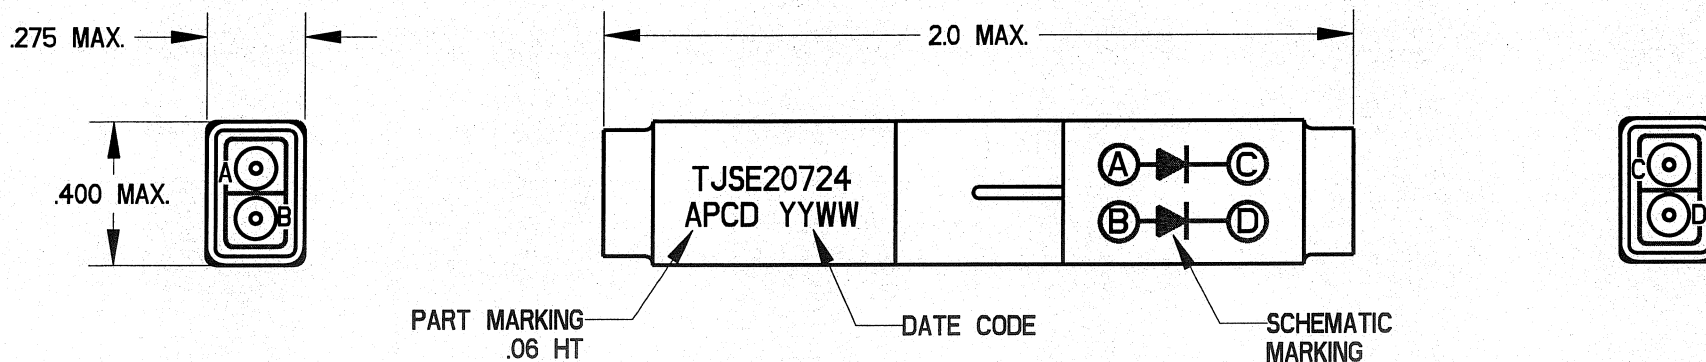 .275 MAX.
2.0 MAX.
.400 MAX.
A
B
TJSE20724
APCD YYWW
A C
B D
C
D
PART MARKING
.06 HT
DATE CODE
SCHEMATIC
MARKING